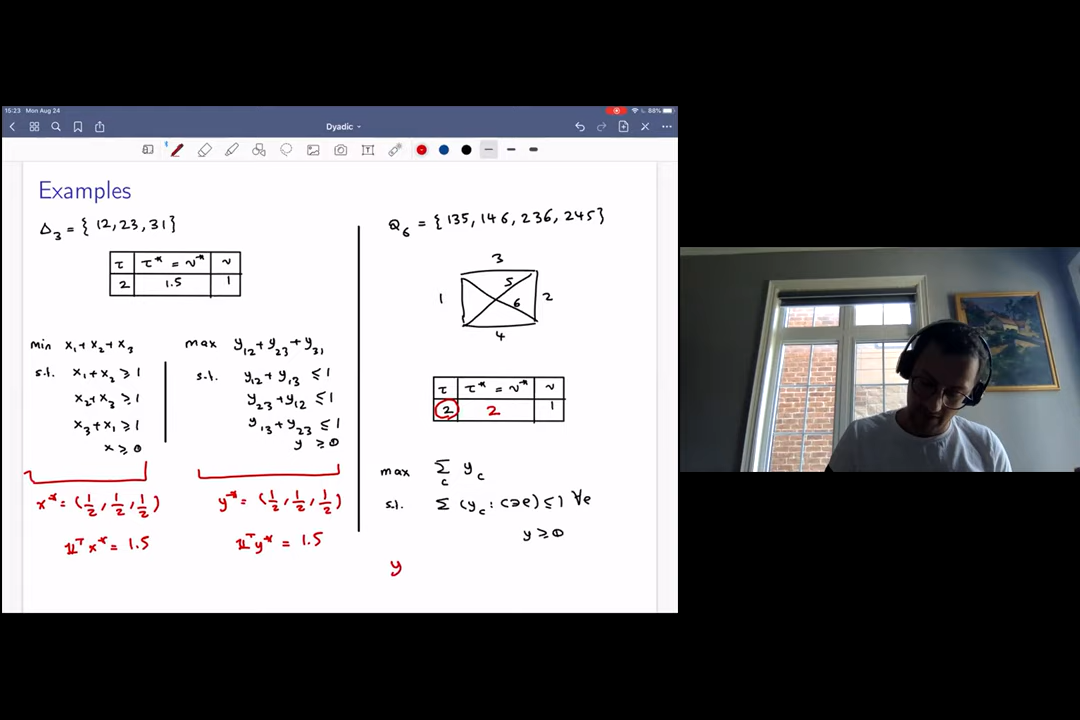 15:23 Mon Aug 24
88%
Dyadic
Examples
Δ₃ = { 12, 23, 31}
τ | τ* = ν* | ν
2 | 1.5 | 1
min x₁ + x₂ + x₃
s.t. x₁ + x₂ ≥ 1
x₂ + x₃ ≥ 1
x₃ + x₁ ≥ 1
x ≥ 𝟘
x* = (1/2, 1/2, 1/2)
𝟙ᵀx* = 1.5
max y₁₂ + y₂₃ + y₃₁
s.t. y₁₂ + y₁₃ ≤ 1
y₂₃ + y₁₂ ≤ 1
y₁₃ + y₂₃ ≤ 1
y ≥ 𝟘
y* = (1/2, 1/2, 1/2)
𝟙ᵀy* = 1.5
Q₆ = { 135, 146, 236, 245}
3
5
1
2
6
4
τ | τ* = ν* | ν
2 | 2 | 1
max Σ_c y_c
s.t. Σ (y_c : C∋e) ≤ 1 ∀e
y ≥ 𝟘
y